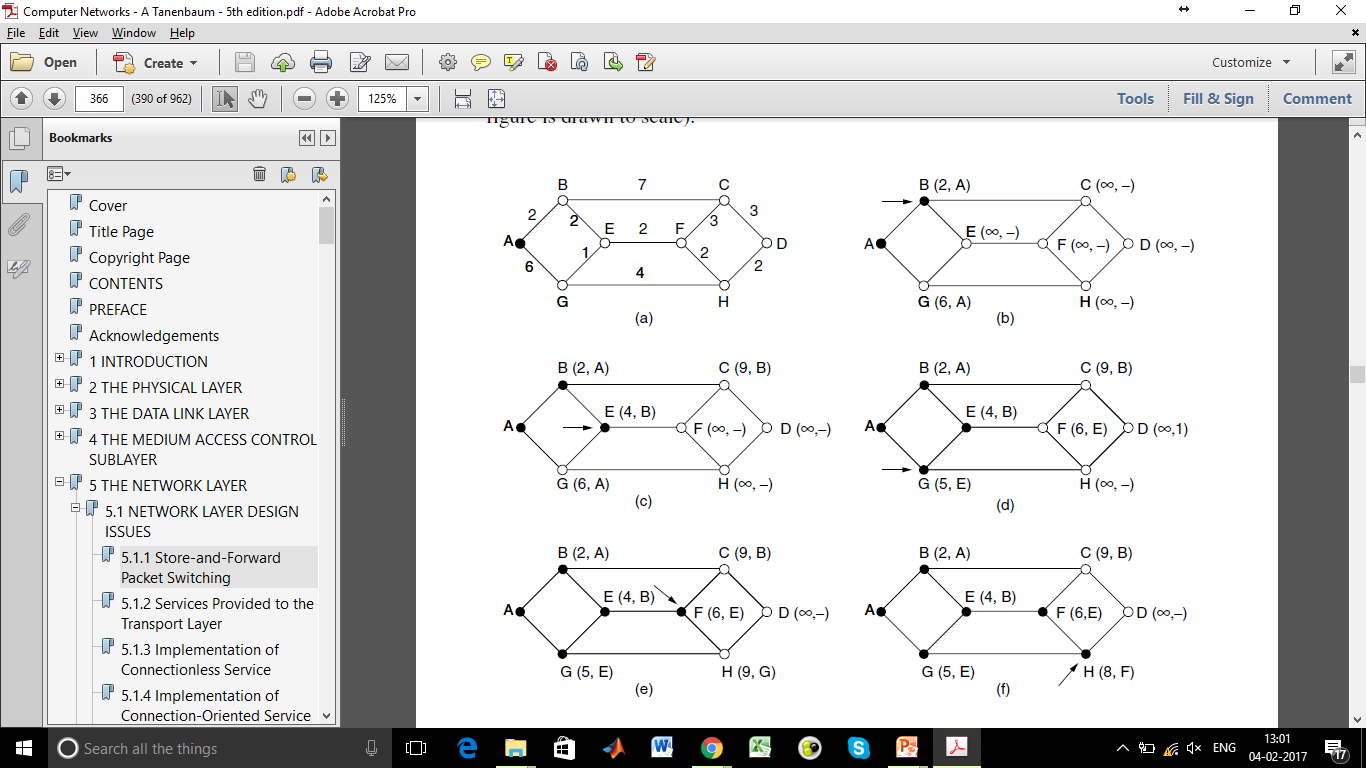 Computer Networks - A Tanenbaum - 5th edition.pdf - Adobe Acrobat Pro
File Edit View Window Help
Open Create Customize
366 (390 of 962) 125% Tools Fill & Sign Comment
Bookmarks
Cover
Title Page
Copyright Page
CONTENTS
PREFACE
Acknowledgements
1 INTRODUCTION
2 THE PHYSICAL LAYER
3 THE DATA LINK LAYER
4 THE MEDIUM ACCESS CONTROL
SUBLAYER
5 THE NETWORK LAYER
5.1 NETWORK LAYER DESIGN
ISSUES
5.1.1 Store-and-Forward
Packet Switching
5.1.2 Services Provided to the
Transport Layer
5.1.3 Implementation of
Connectionless Service
5.1.4 Implementation of
Connection-Oriented Service
figure is drawn to scale).
B 7 C
2 2 3 3
A E 2 F D
6 1 2 2
4
G H
(a)
B (2, A) C (∞, –)
E (∞, –)
A F (∞, –) D (∞, –)
G (6, A) H (∞, –)
(b)
B (2, A) C (9, B)
E (4, B)
A F (∞, –) D (∞,–)
G (6, A) H (∞, –)
(c)
B (2, A) C (9, B)
E (4, B)
A F (6, E) D (∞,1)
G (5, E) H (∞, –)
(d)
B (2, A) C (9, B)
E (4, B)
A F (6, E) D (∞,–)
G (5, E) H (9, G)
(e)
B (2, A) C (9, B)
E (4, B)
A F (6,E) D (∞,–)
G (5, E) H (8, F)
(f)
Search all the things
ENG
13:01
04-02-2017
17